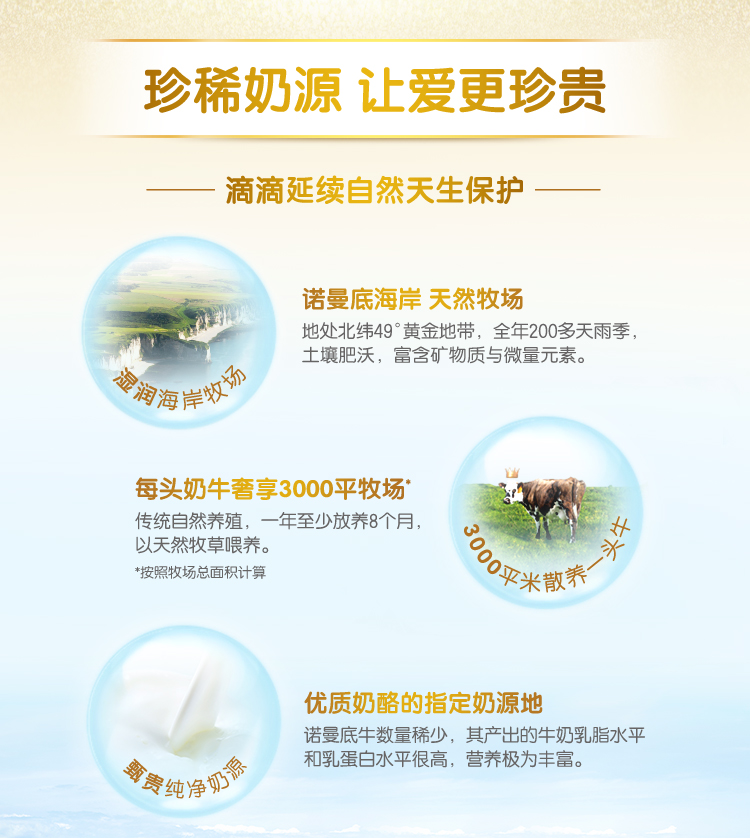 珍稀奶源 让爱更珍贵
滴滴延续自然天生保护
诺曼底海岸 天然牧场
地处北纬49°黄金地带，全年200多天雨季，
土壤肥沃，富含矿物质与微量元素。
湿润海岸牧场
每头奶牛奢享3000平牧场*
传统自然养殖，一年至少放养8个月，
以天然牧草喂养。
*按照牧场总面积计算
3000平米散养一头牛
优质奶酪的指定奶源地
诺曼底牛数量稀少，其产出的牛奶乳脂水平
和乳蛋白水平很高，营养极为丰富。
甄贵纯净奶源